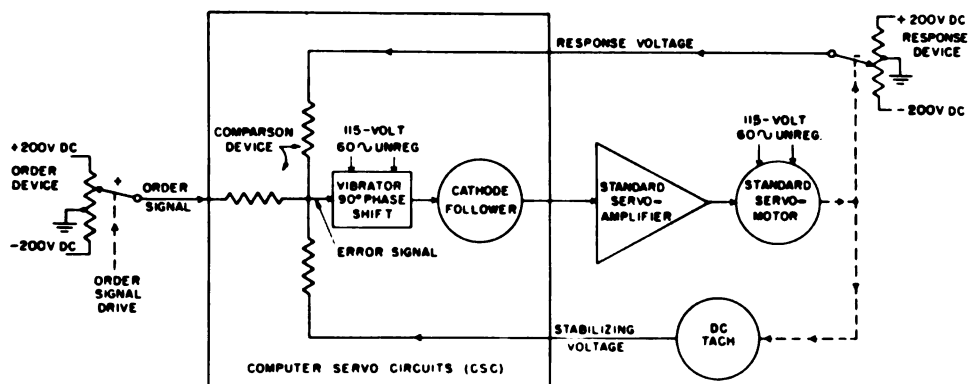 +200V DC
ORDER
DEVICE
-200V DC
+
ORDER
SIGNAL
ORDER
SIGNAL
DRIVE
COMPARISON
DEVICE
115-VOLT
60∿UNREG.
VIBRATOR
90° PHASE
SHIFT
ERROR SIGNAL
CATHODE
FOLLOWER
COMPUTER SERVO CIRCUITS (CSC)
RESPONSE VOLTAGE
STANDARD
SERVO-
AMPLIFIER
115-VOLT
60∿UNREG.
STANDARD
SERVO-
MOTOR
STABILIZING
VOLTAGE
DC
TACH
+200V DC
RESPONSE
DEVICE
-200V DC